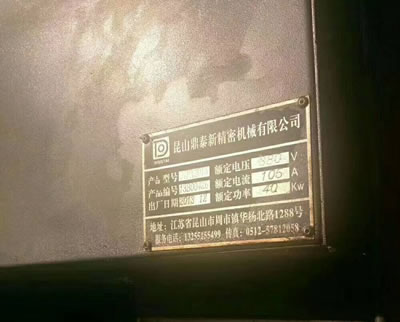 昆山鼎泰新精密机械有限公司
产品型号 额定电压 380 V
产品编号 额定电流 105 A
出厂日期 额定功率 40 Kw
地址：江苏省昆山市周市镇华杨北路1288号
服务电话：13255155499 传真：0512-57812058